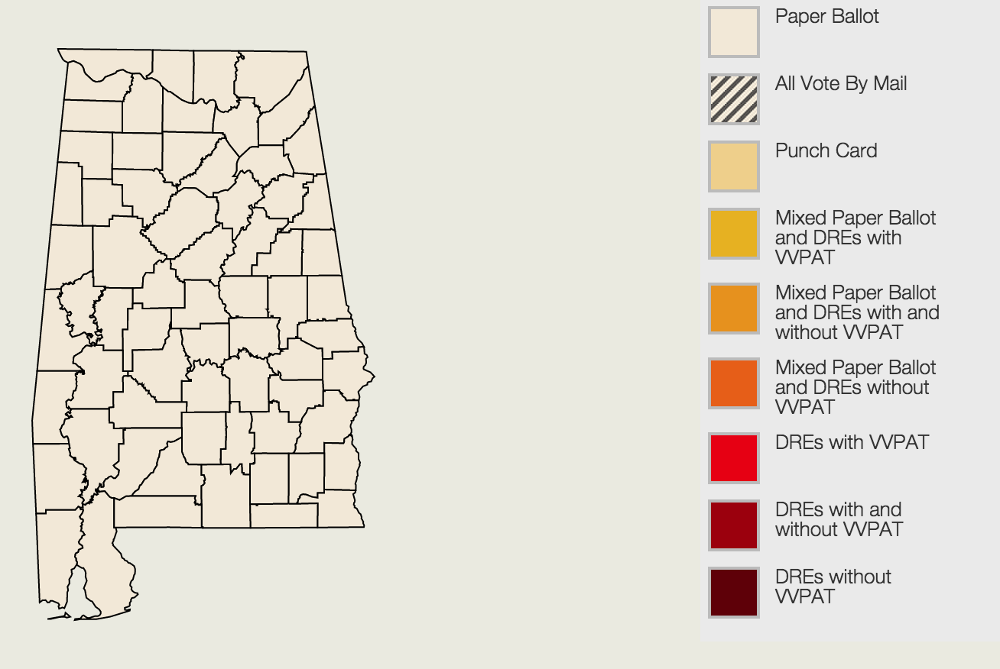 Paper Ballot
All Vote By Mail
Punch Card
Mixed Paper Ballot
and DREs with
VVPAT
Mixed Paper Ballot
and DREs with and
without VVPAT
Mixed Paper Ballot
and DREs without
VVPAT
DREs with VVPAT
DREs with and
without VVPAT
DREs without
VVPAT